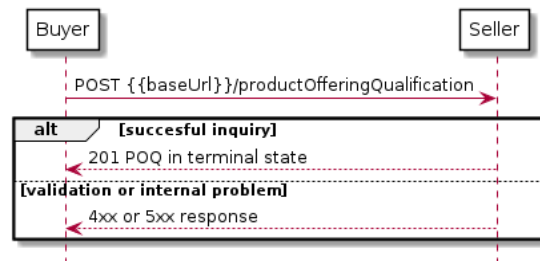 Buyer Seller
POST {{baseUrl}}/productOfferingQualification
alt [succesful inquiry]
201 POQ in terminal state
[validation or internal problem]
4xx or 5xx response